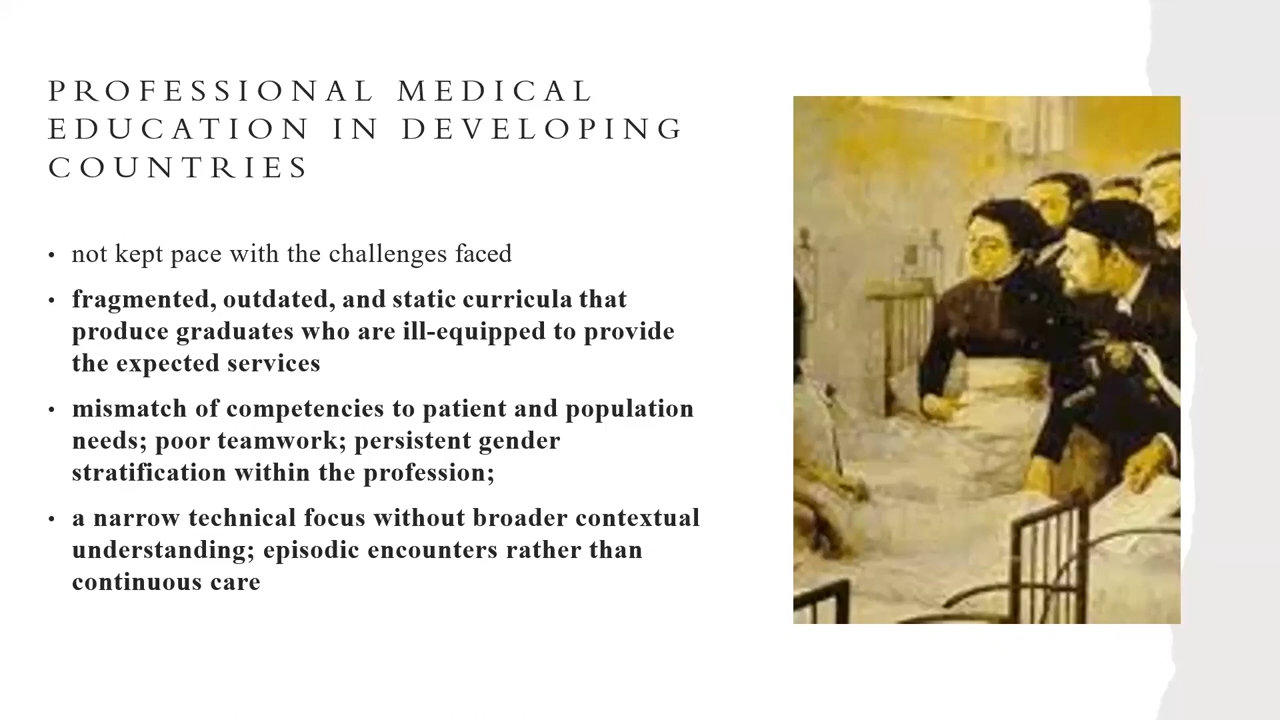 PROFESSIONAL MEDICAL
EDUCATION IN DEVELOPING
COUNTRIES
• not kept pace with the challenges faced
• fragmented, outdated, and static curricula that
produce graduates who are ill-equipped to provide
the expected services
• mismatch of competencies to patient and population
needs; poor teamwork; persistent gender
stratification within the profession;
• a narrow technical focus without broader contextual
understanding; episodic encounters rather than
continuous care